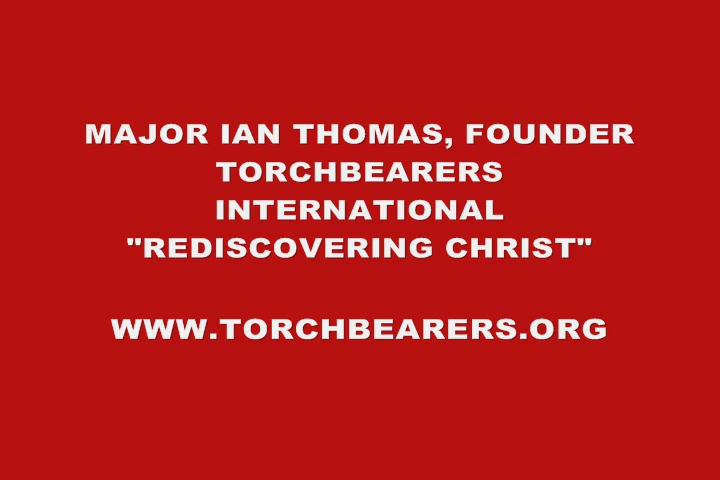 MAJOR IAN THOMAS, FOUNDER
TORCHBEARERS
INTERNATIONAL
"REDISCOVERING CHRIST"
WWW.TORCHBEARERS.ORG